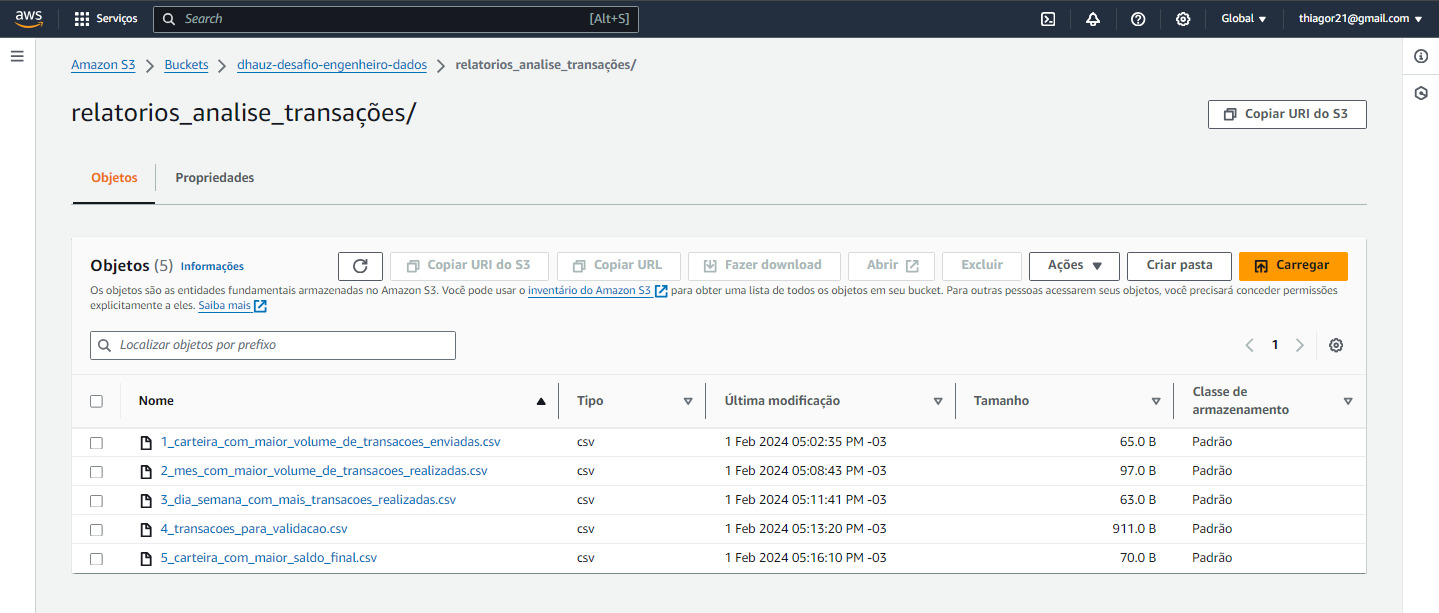 aws Serviços Search [Alt+S] Global thiagor21@gmail.com
Amazon S3 > Buckets > dhauz-desafio-engenheiro-dados > relatorios_analise_transações/
relatorios_analise_transações/
Copiar URI do S3
Objetos Propriedades
Objetos (5) Informações
Copiar URI do S3 Copiar URL Fazer download Abrir Excluir Ações Criar pasta Carregar
Os objetos são as entidades fundamentais armazenadas no Amazon S3. Você pode usar o inventário do Amazon S3 para obter uma lista de todos os objetos em seu bucket. Para outras pessoas acessarem seus objetos, você precisará conceder permissões
explicitamente a eles. Saiba mais
Localizar objetos por prefixo
1
Nome Tipo Última modificação Tamanho Classe de
armazenamento
1_carteira_com_maior_volume_de_transacoes_enviadas.csv csv 1 Feb 2024 05:02:35 PM -03 65.0 B Padrão
2_mes_com_maior_volume_de_transacoes_realizadas.csv csv 1 Feb 2024 05:08:43 PM -03 97.0 B Padrão
3_dia_semana_com_mais_transacoes_realizadas.csv csv 1 Feb 2024 05:11:41 PM -03 63.0 B Padrão
4_transacoes_para_validacao.csv csv 1 Feb 2024 05:13:20 PM -03 911.0 B Padrão
5_carteira_com_maior_saldo_final.csv csv 1 Feb 2024 05:16:10 PM -03 70.0 B Padrão